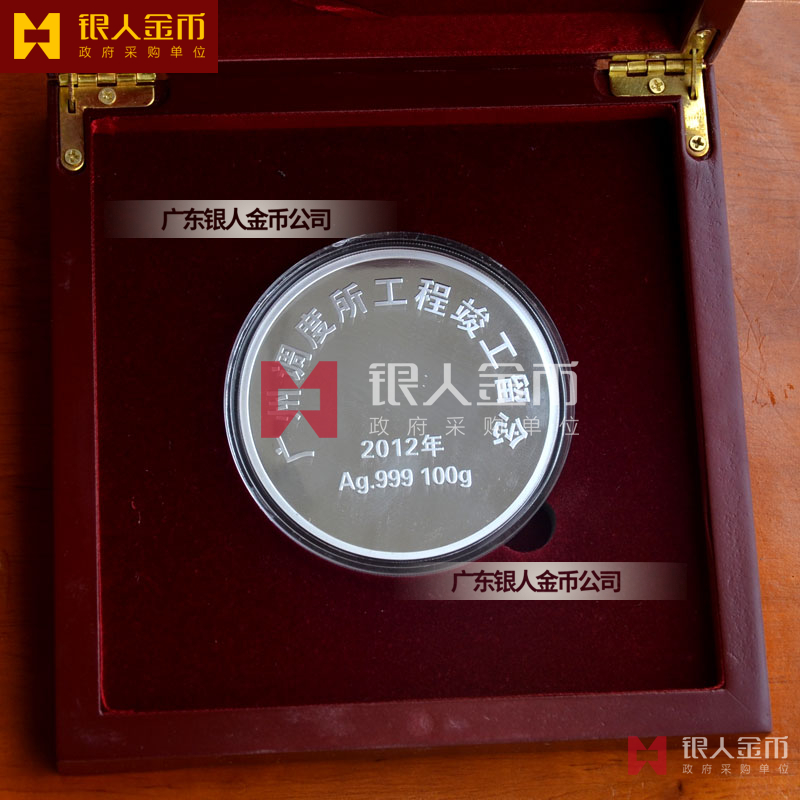 银人金币
政府采购单位
广东银人金币公司
广州调度所工程竣工留念
银人金币
政府采购单位
2012年
Ag.999 100g
广东银人金币公司
银人金币
政府采购单位